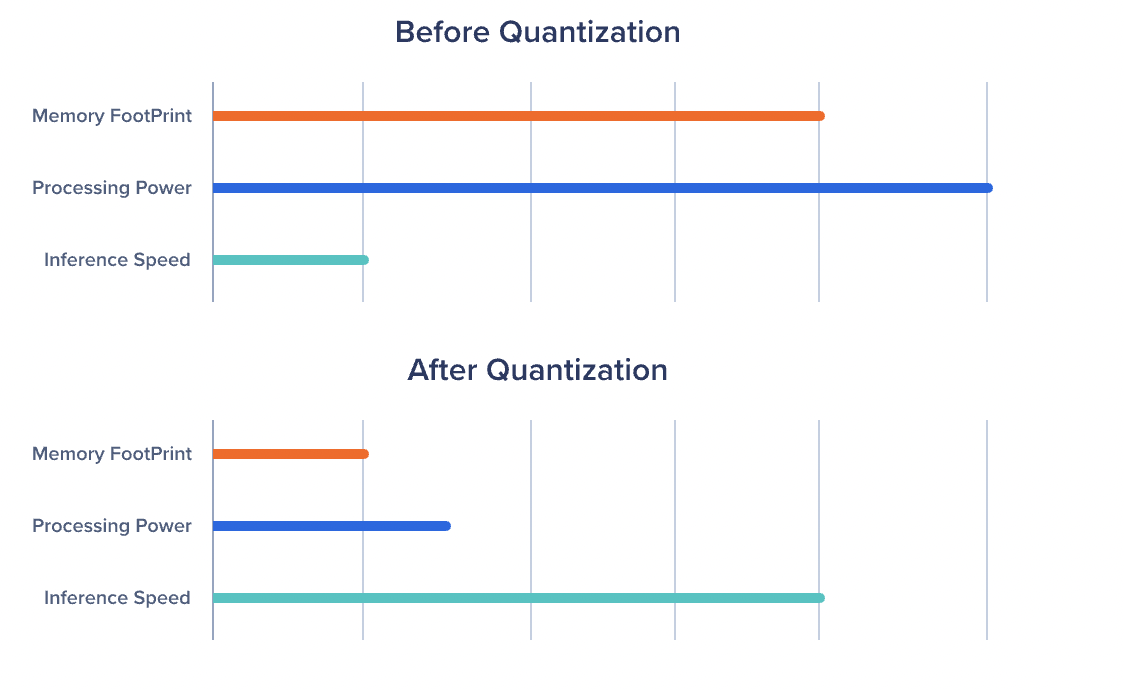 Before Quantization
Memory FootPrint
Processing Power
Inference Speed
After Quantization
Memory FootPrint
Processing Power
Inference Speed